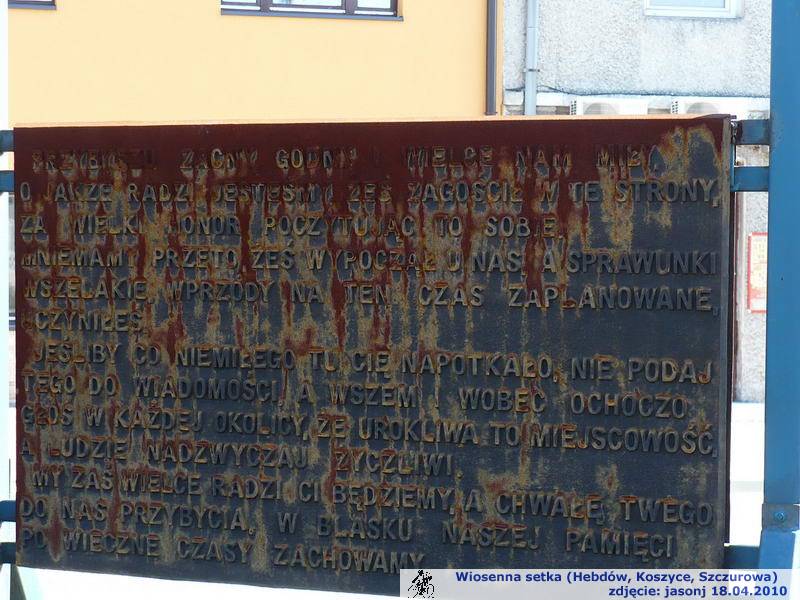 PRZYBYSZU ZACNY GODNY I WIELCE NAM MIŁY,
O JAKŻE RADZI JESTEŚMY ŻEŚ ZAGOŚCIŁ W TE STRONY,
ZA WIELKI HONOR POCZYTUJĄC TO SOBIE.
MNIEMAMY PRZETO, ŻEŚ WYPOCZĄŁ U NAS, A SPRAWUNKI
WSZELAKIE, WPRZÓDY NA TEN CZAS ZAPLANOWANE,
UCZYNIŁEŚ.
JEŚLIBY CO NIEMIŁEGO TU CIĘ NAPOTKAŁO, NIE PODAJ
TEGO DO WIADOMOŚCI, A WSZEM I WOBEC OCHOCZO
GŁOŚ W KAŻDEJ OKOLICY, ŻE UROKLIWA TO MIEJSCOWOŚĆ,
A LUDZIE NADZWYCZAJ ŻYCZLIWI.
MY ZAŚ WIELCE RADZI CI BĘDZIEMY, A CHWAŁĘ TWEGO
DO NAS PRZYBYCIA, W BLASKU NASZEJ PAMIĘCI
PO WIECZNE CZASY ZACHOWAMY.
Wiosenna setka (Hebdów, Koszyce, Szczurowa)
zdjęcie: jasonj 18.04.2010